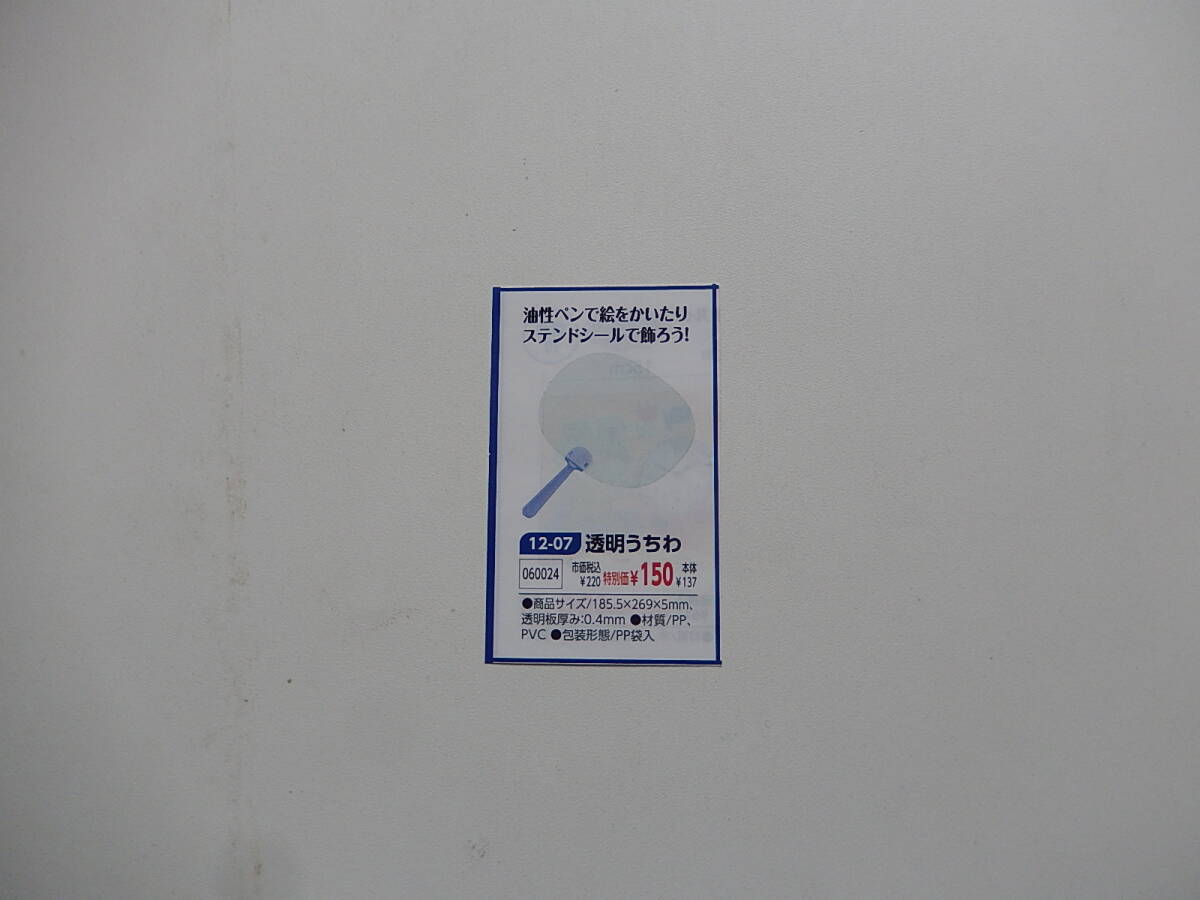 油性ペンで絵をかいたり
ステンドシールで飾ろう!
12-07 透明うちわ
060024 市価税込 ¥220 特別価¥150 本体 ¥137
●商品サイズ/185.5×269×5mm、
透明板厚み:0.4mm ●材質/PP、
PVC ●包装形態/PP袋入